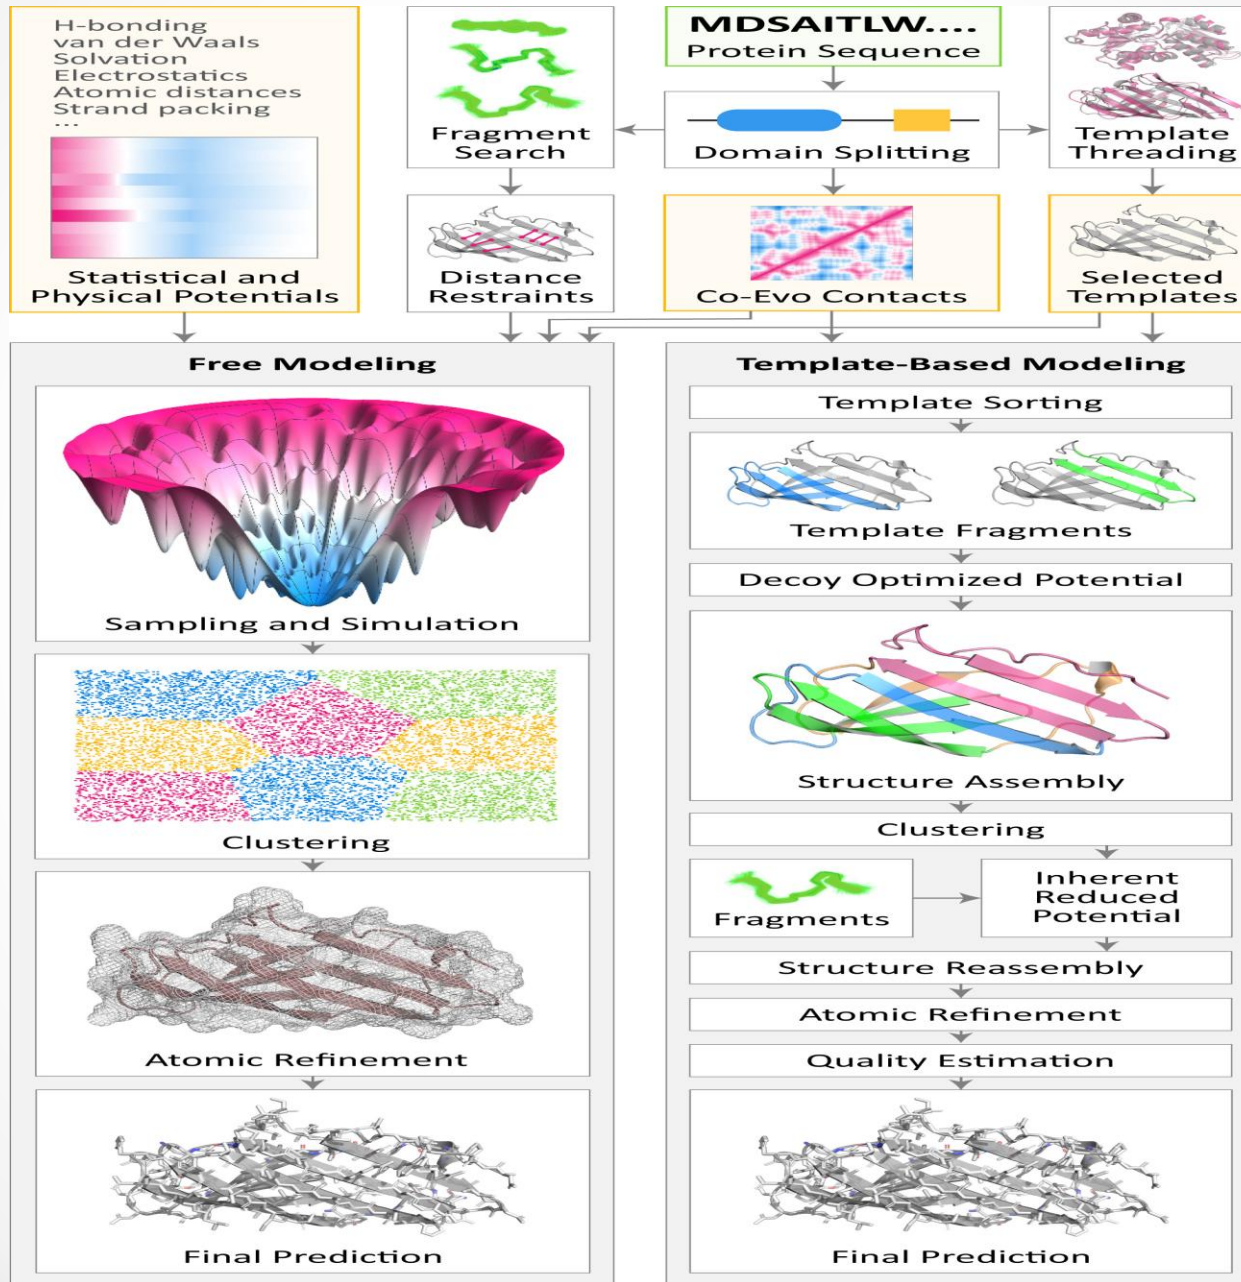 H-bonding
van der Waals
Solvation
Electrostatics
Atomic distances
Strand packing
...
Statistical and
Physical Potentials
Fragment
Search
MDSAITLW....
Protein Sequence
Domain Splitting
Template
Threading
Distance
Restraints
Co-Evo Contacts
Selected
Templates
Free Modeling
Sampling and Simulation
Clustering
Atomic Refinement
Final Prediction
Template-Based Modeling
Template Sorting
Template Fragments
Decoy Optimized Potential
Structure Assembly
Clustering
Fragments
Inherent
Reduced
Potential
Structure Reassembly
Atomic Refinement
Quality Estimation
Final Prediction